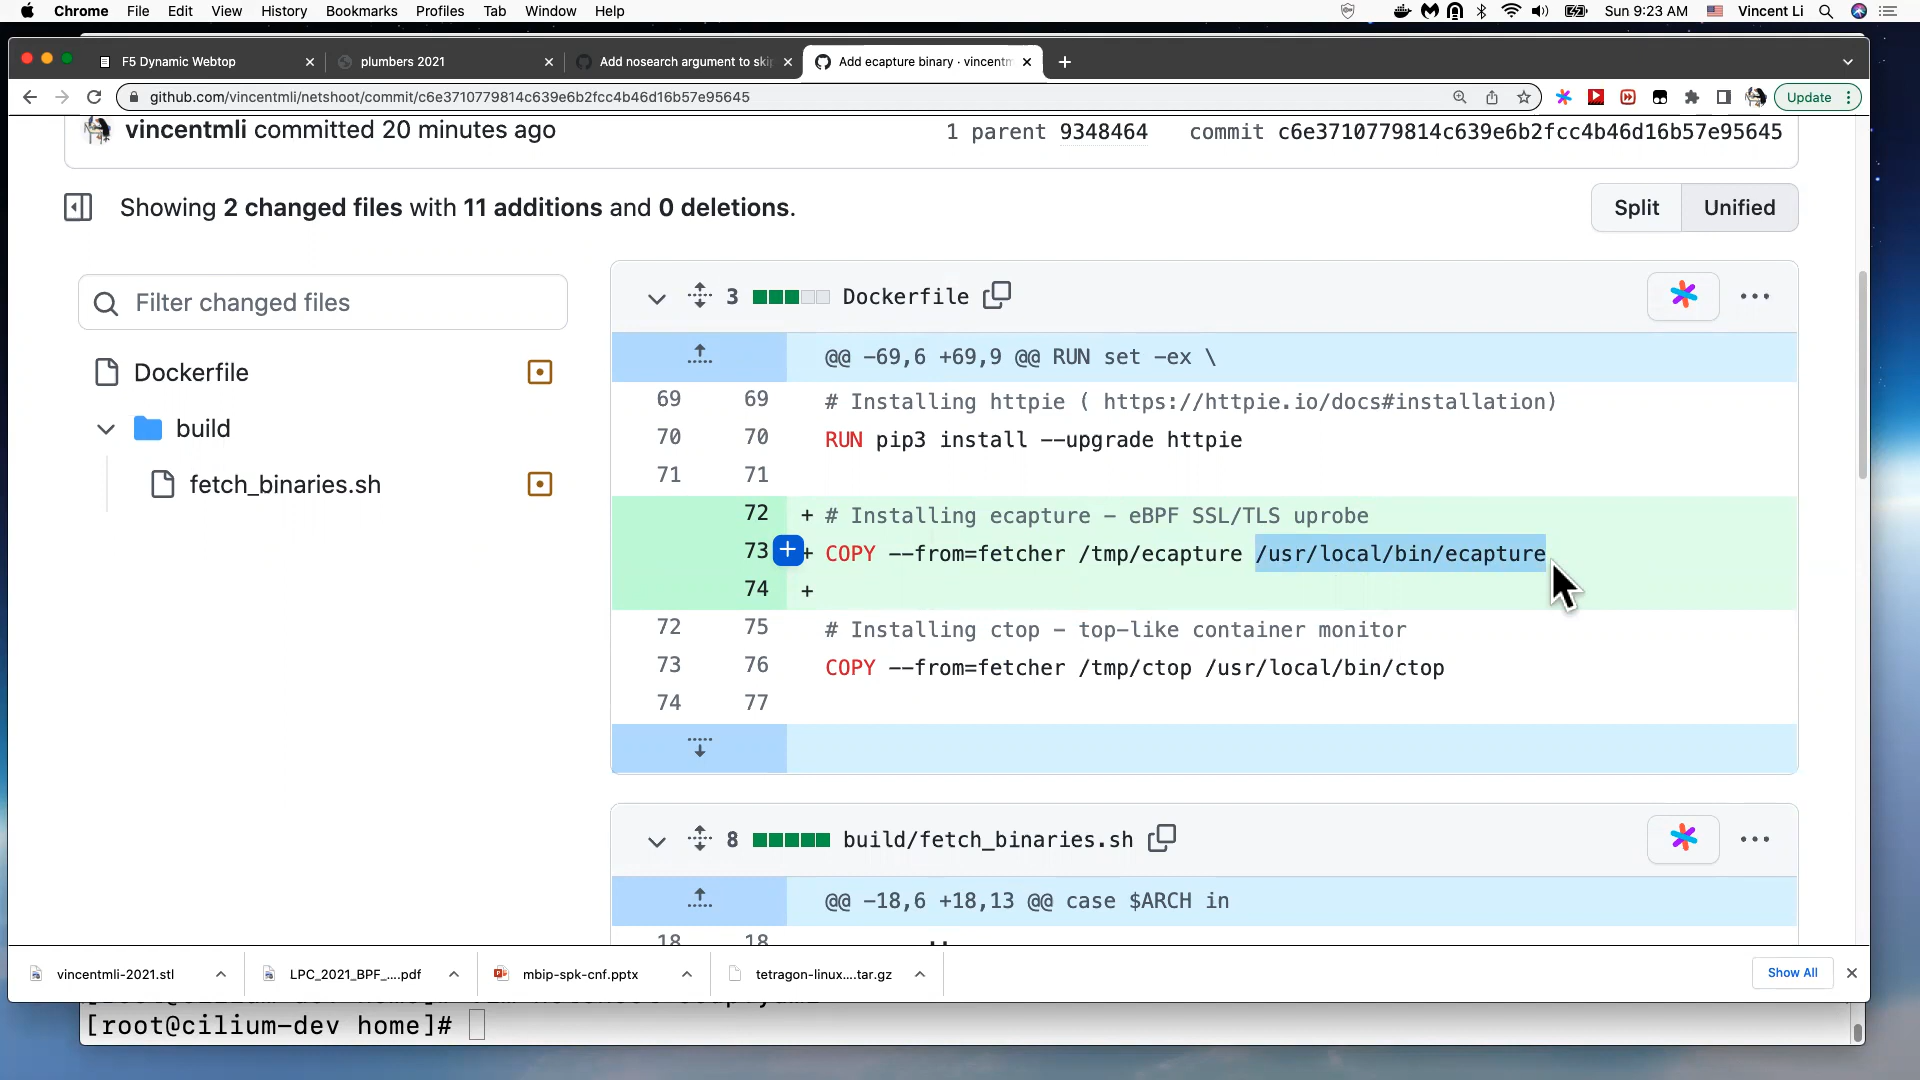 Chrome File Edit View History Bookmarks Profiles Tab Window Help Sun 9:23 AM Vincent Li
F5 Dynamic Webtop plumbers 2021 Add nosearch argument to ski Add ecapture binary · vincentm
github.com/vincentmli/netshoot/commit/c6e3710779814c639e6b2fcc4b46d16b57e95645 Update
vincentmli committed 20 minutes ago 1 parent 9348464 commit c6e3710779814c639e6b2fcc4b46d16b57e95645
Showing 2 changed files with 11 additions and 0 deletions. Split Unified
Filter changed files
Dockerfile
build
fetch_binaries.sh
3 Dockerfile
@@ -69,6 +69,9 @@ RUN set -ex \
69 69 # Installing httpie ( https://httpie.io/docs#installation)
70 70 RUN pip3 install --upgrade httpie
71 71
72 + # Installing ecapture - eBPF SSL/TLS uprobe
73 + COPY --from=fetcher /tmp/ecapture /usr/local/bin/ecapture
74 +
72 75 # Installing ctop - top-like container monitor
73 76 COPY --from=fetcher /tmp/ctop /usr/local/bin/ctop
74 77
8 build/fetch_binaries.sh
@@ -18,6 +18,13 @@ case $ARCH in
18 18
vincentmli-2021.stl LPC_2021_BPF_....pdf mbip-spk-cnf.pptx tetragon-linux....tar.gz Show All
[root@cilium-dev home]#